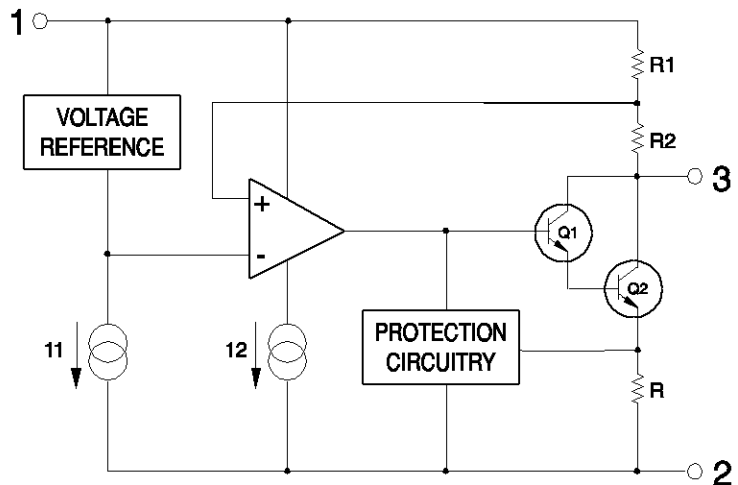 1
R1
VOLTAGE
REFERENCE
R2
3
+
Q1
-
Q2
11
12
PROTECTION
CIRCUITRY
R
2